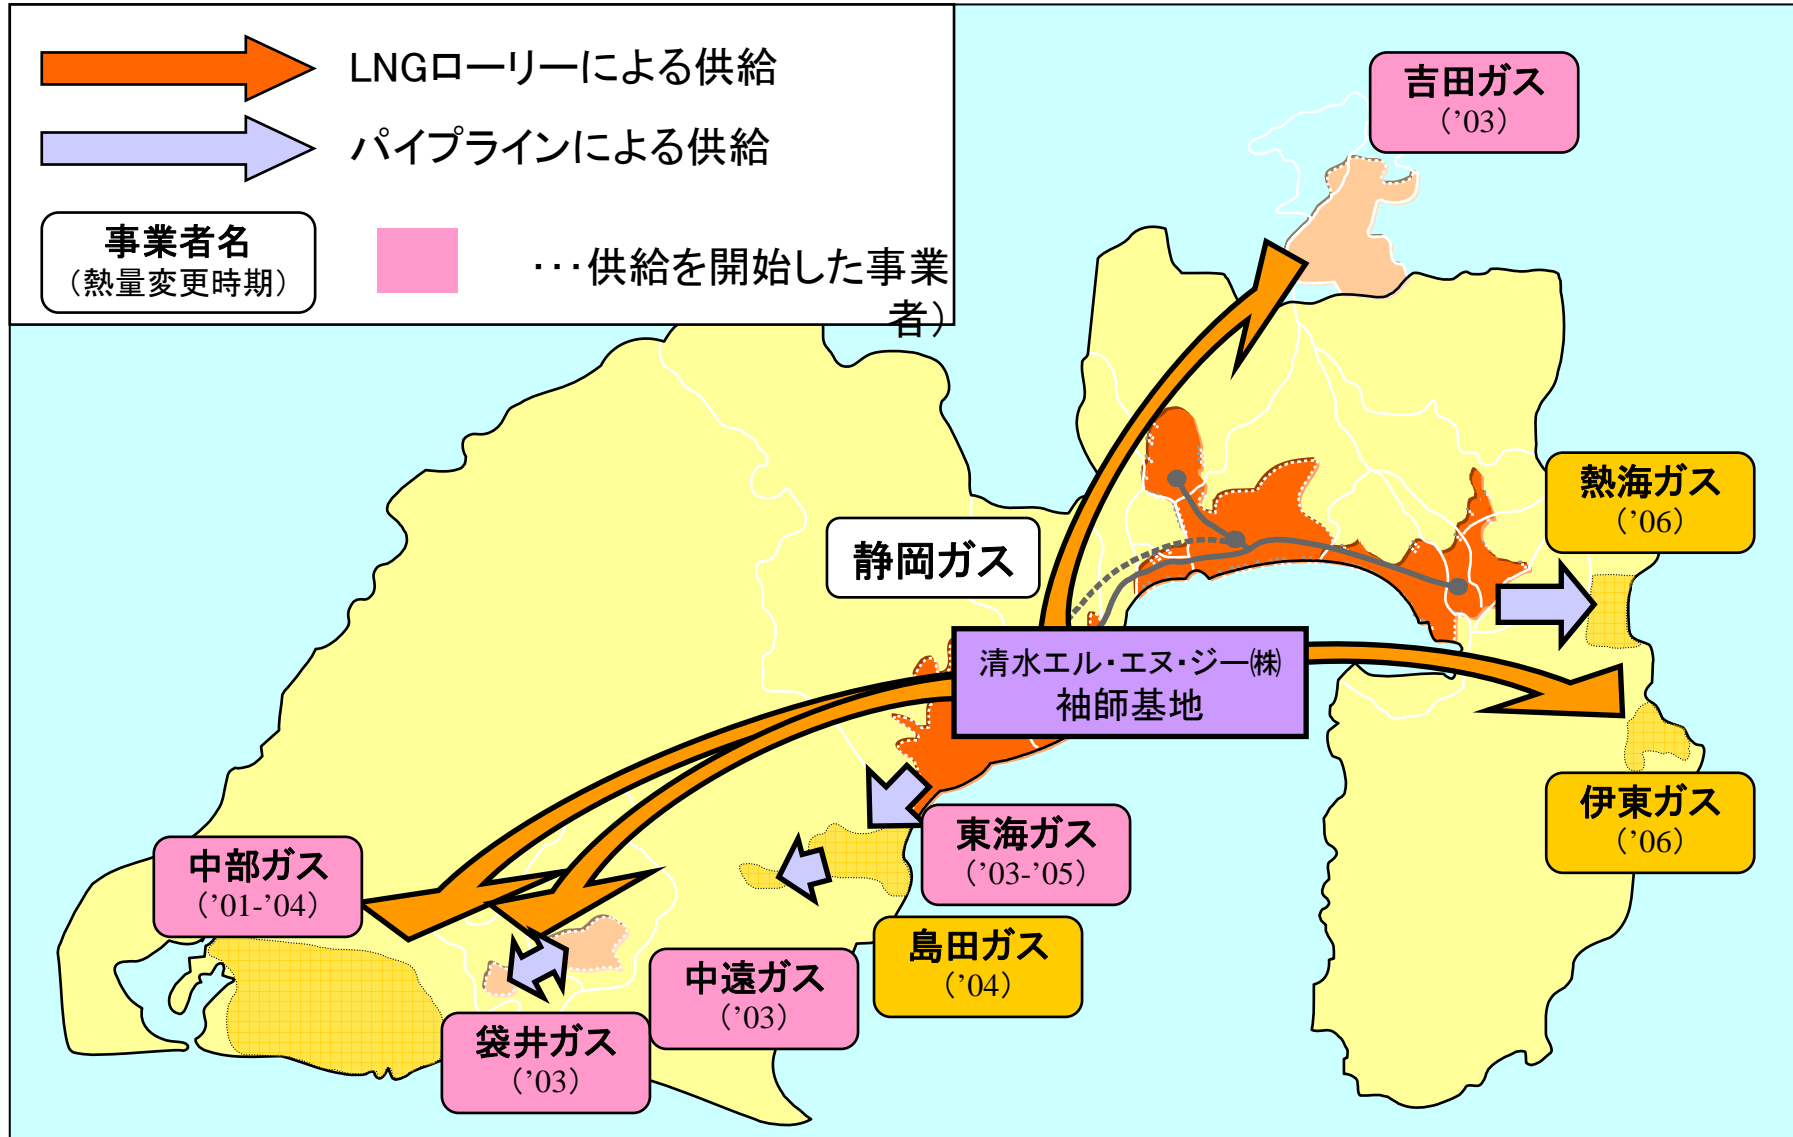 LNGローリーによる供給
パイプラインによる供給
事業者名
(熱量変更時期)
･･･供給を開始した事業
者)
吉田ガス
(’03)
熱海ガス
(’06)
静岡ガス
清水エル・エヌ・ジー㈱
袖師基地
伊東ガス
(’06)
東海ガス
(’03-’05)
中部ガス
(’01-’04)
島田ガス
(’04)
中遠ガス
(’03)
袋井ガス
(’03)